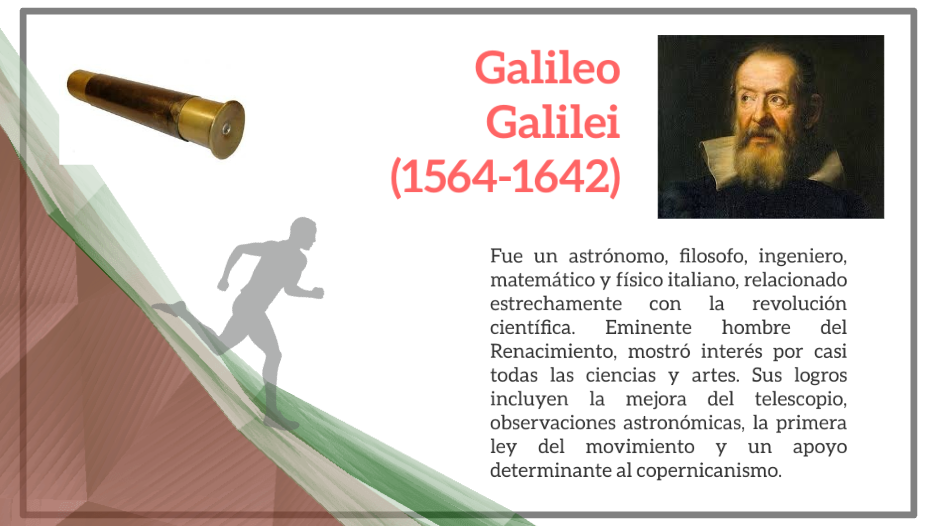 Galileo
Galilei
(1564-1642)
Fue un astrónomo, filosofo, ingeniero,
matemático y físico italiano, relacionado
estrechamente con la revolución
científica. Eminente hombre del
Renacimiento, mostró interés por casi
todas las ciencias y artes. Sus logros
incluyen la mejora del telescopio,
observaciones astronómicas, la primera
ley del movimiento y un apoyo
determinante al copernicanismo.